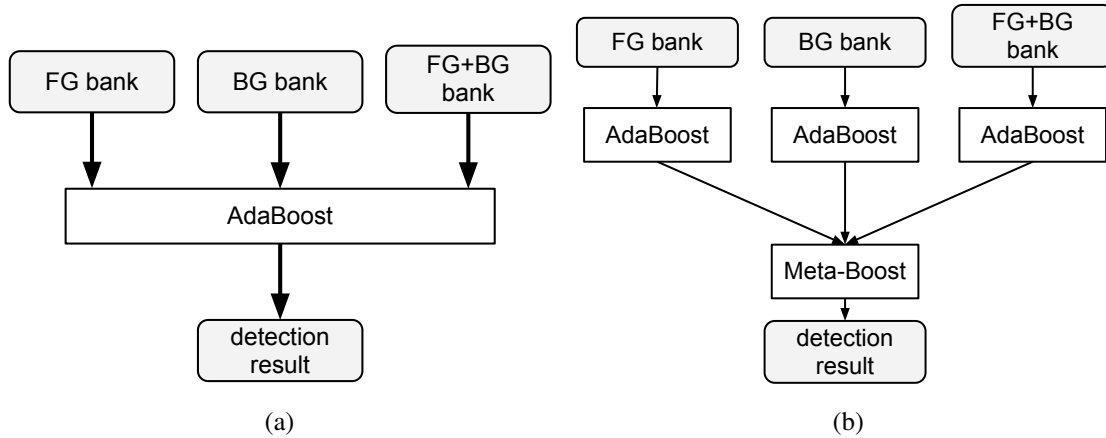 FG bank
BG bank
FG+BG
bank
AdaBoost
detection
result
(a)
FG bank
BG bank
FG+BG
bank
AdaBoost
AdaBoost
AdaBoost
Meta-Boost
detection
result
(b)